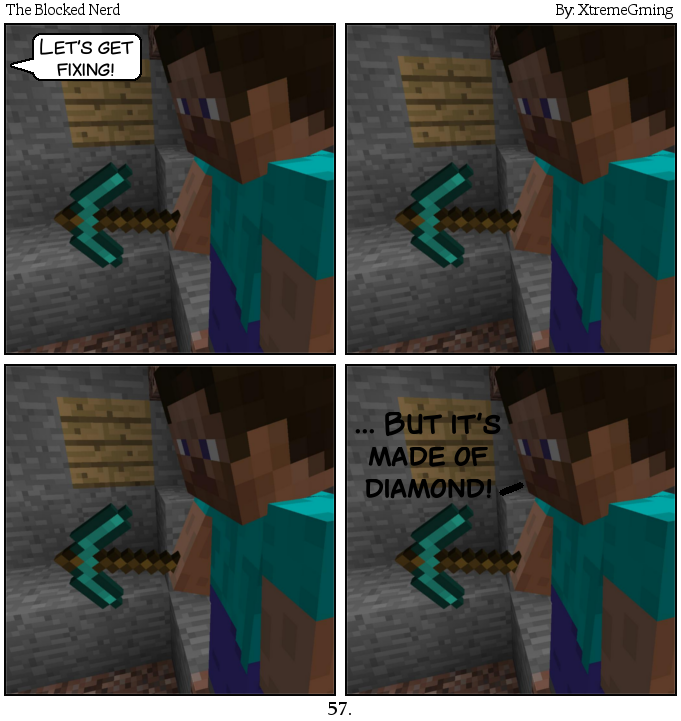 The Blocked Nerd
By: XtremeGming
Let's get
fixing!
... But it's
made of
diamond!
57.